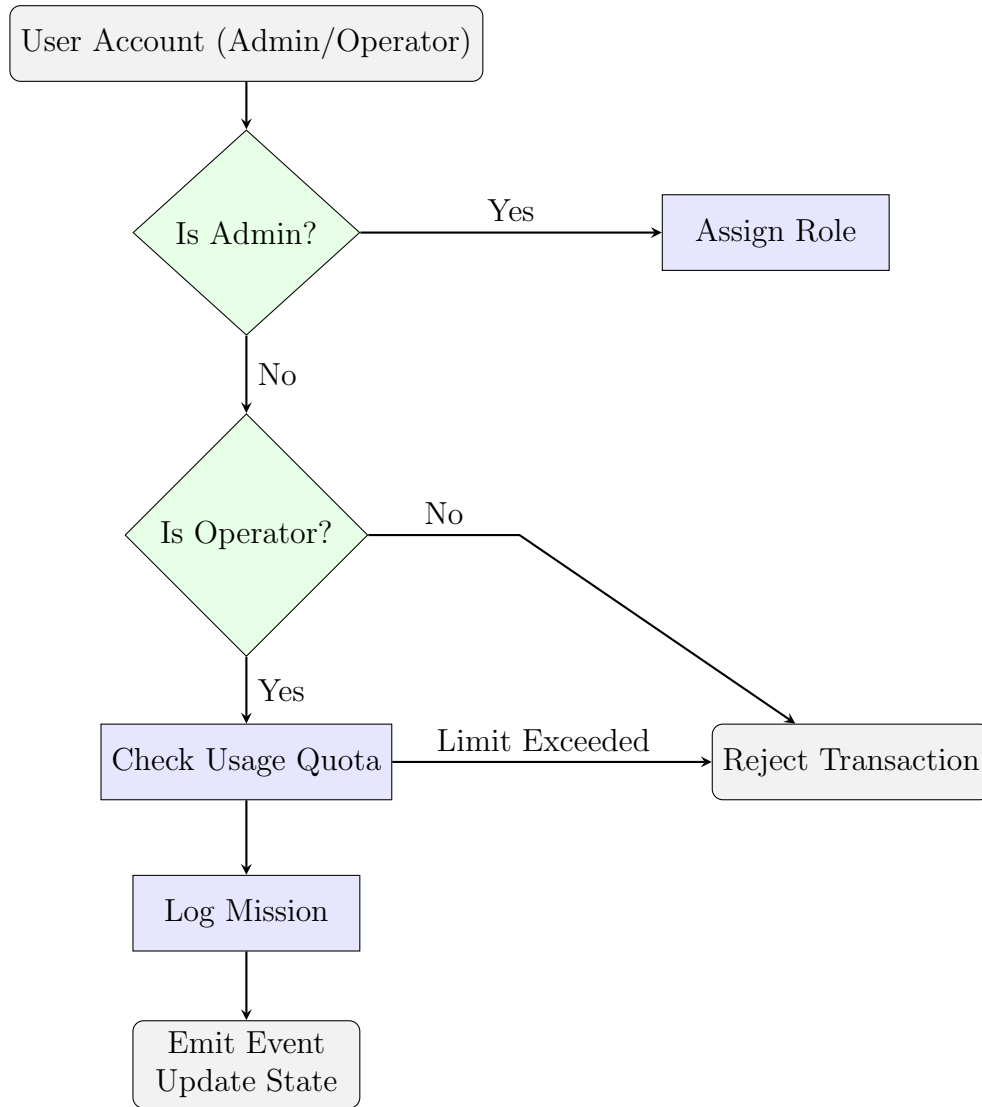 User Account (Admin/Operator)
Is Admin?
Yes
Assign Role
No
Is Operator?
No
Yes
Check Usage Quota
Limit Exceeded
Reject Transaction
Log Mission
Emit Event
Update State